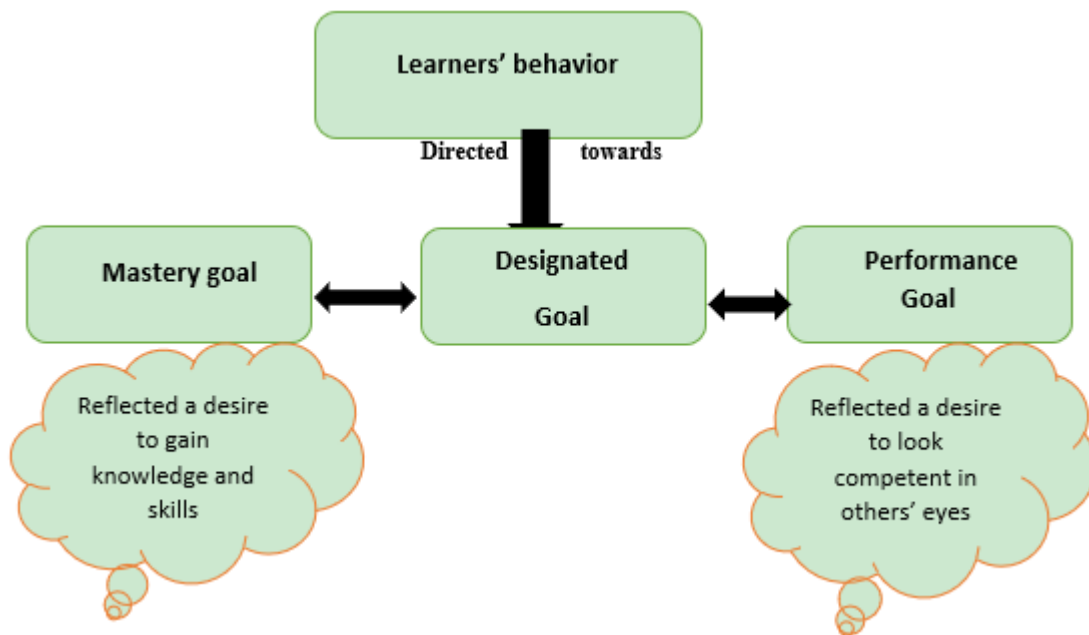 Learners’ behavior
Directed towards
Mastery goal
Designated
Goal
Performance
Goal
Reflected a desire
to gain
knowledge and
skills
Reflected a desire
to look
competent in
others’ eyes